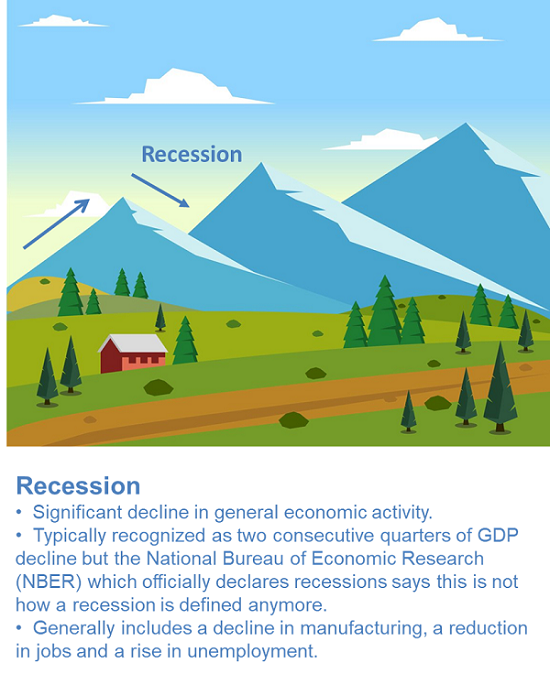 Recession
Recession
• Significant decline in general economic activity.
• Typically recognized as two consecutive quarters of GDP
decline but the National Bureau of Economic Research
(NBER) which officially declares recessions says this is not
how a recession is defined anymore.
• Generally includes a decline in manufacturing, a reduction
in jobs and a rise in unemployment.